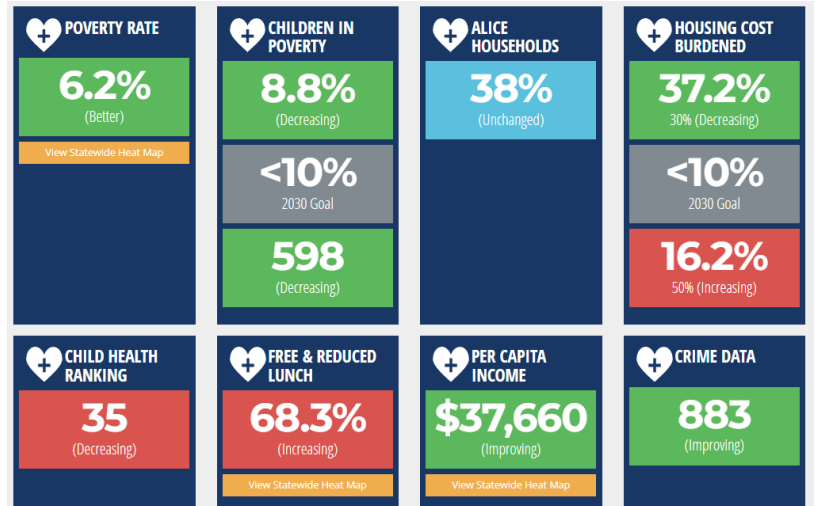 POVERTY RATE
6.2%
(Better)
View Statewide Heat Map
CHILDREN IN
POVERTY
8.8%
(Decreasing)
<10%
2030 Goal
598
(Decreasing)
ALICE
HOUSEHOLDS
38%
(Unchanged)
HOUSING COST
BURDENED
37.2%
30% (Decreasing)
<10%
2030 Goal
16.2%
50% (Increasing)
CHILD HEALTH
RANKING
35
(Decreasing)
FREE & REDUCED
LUNCH
68.3%
(Increasing)
View Statewide Heat Map
PER CAPITA
INCOME
$37,660
(Improving)
View Statewide Heat Map
CRIME DATA
883
(Improving)